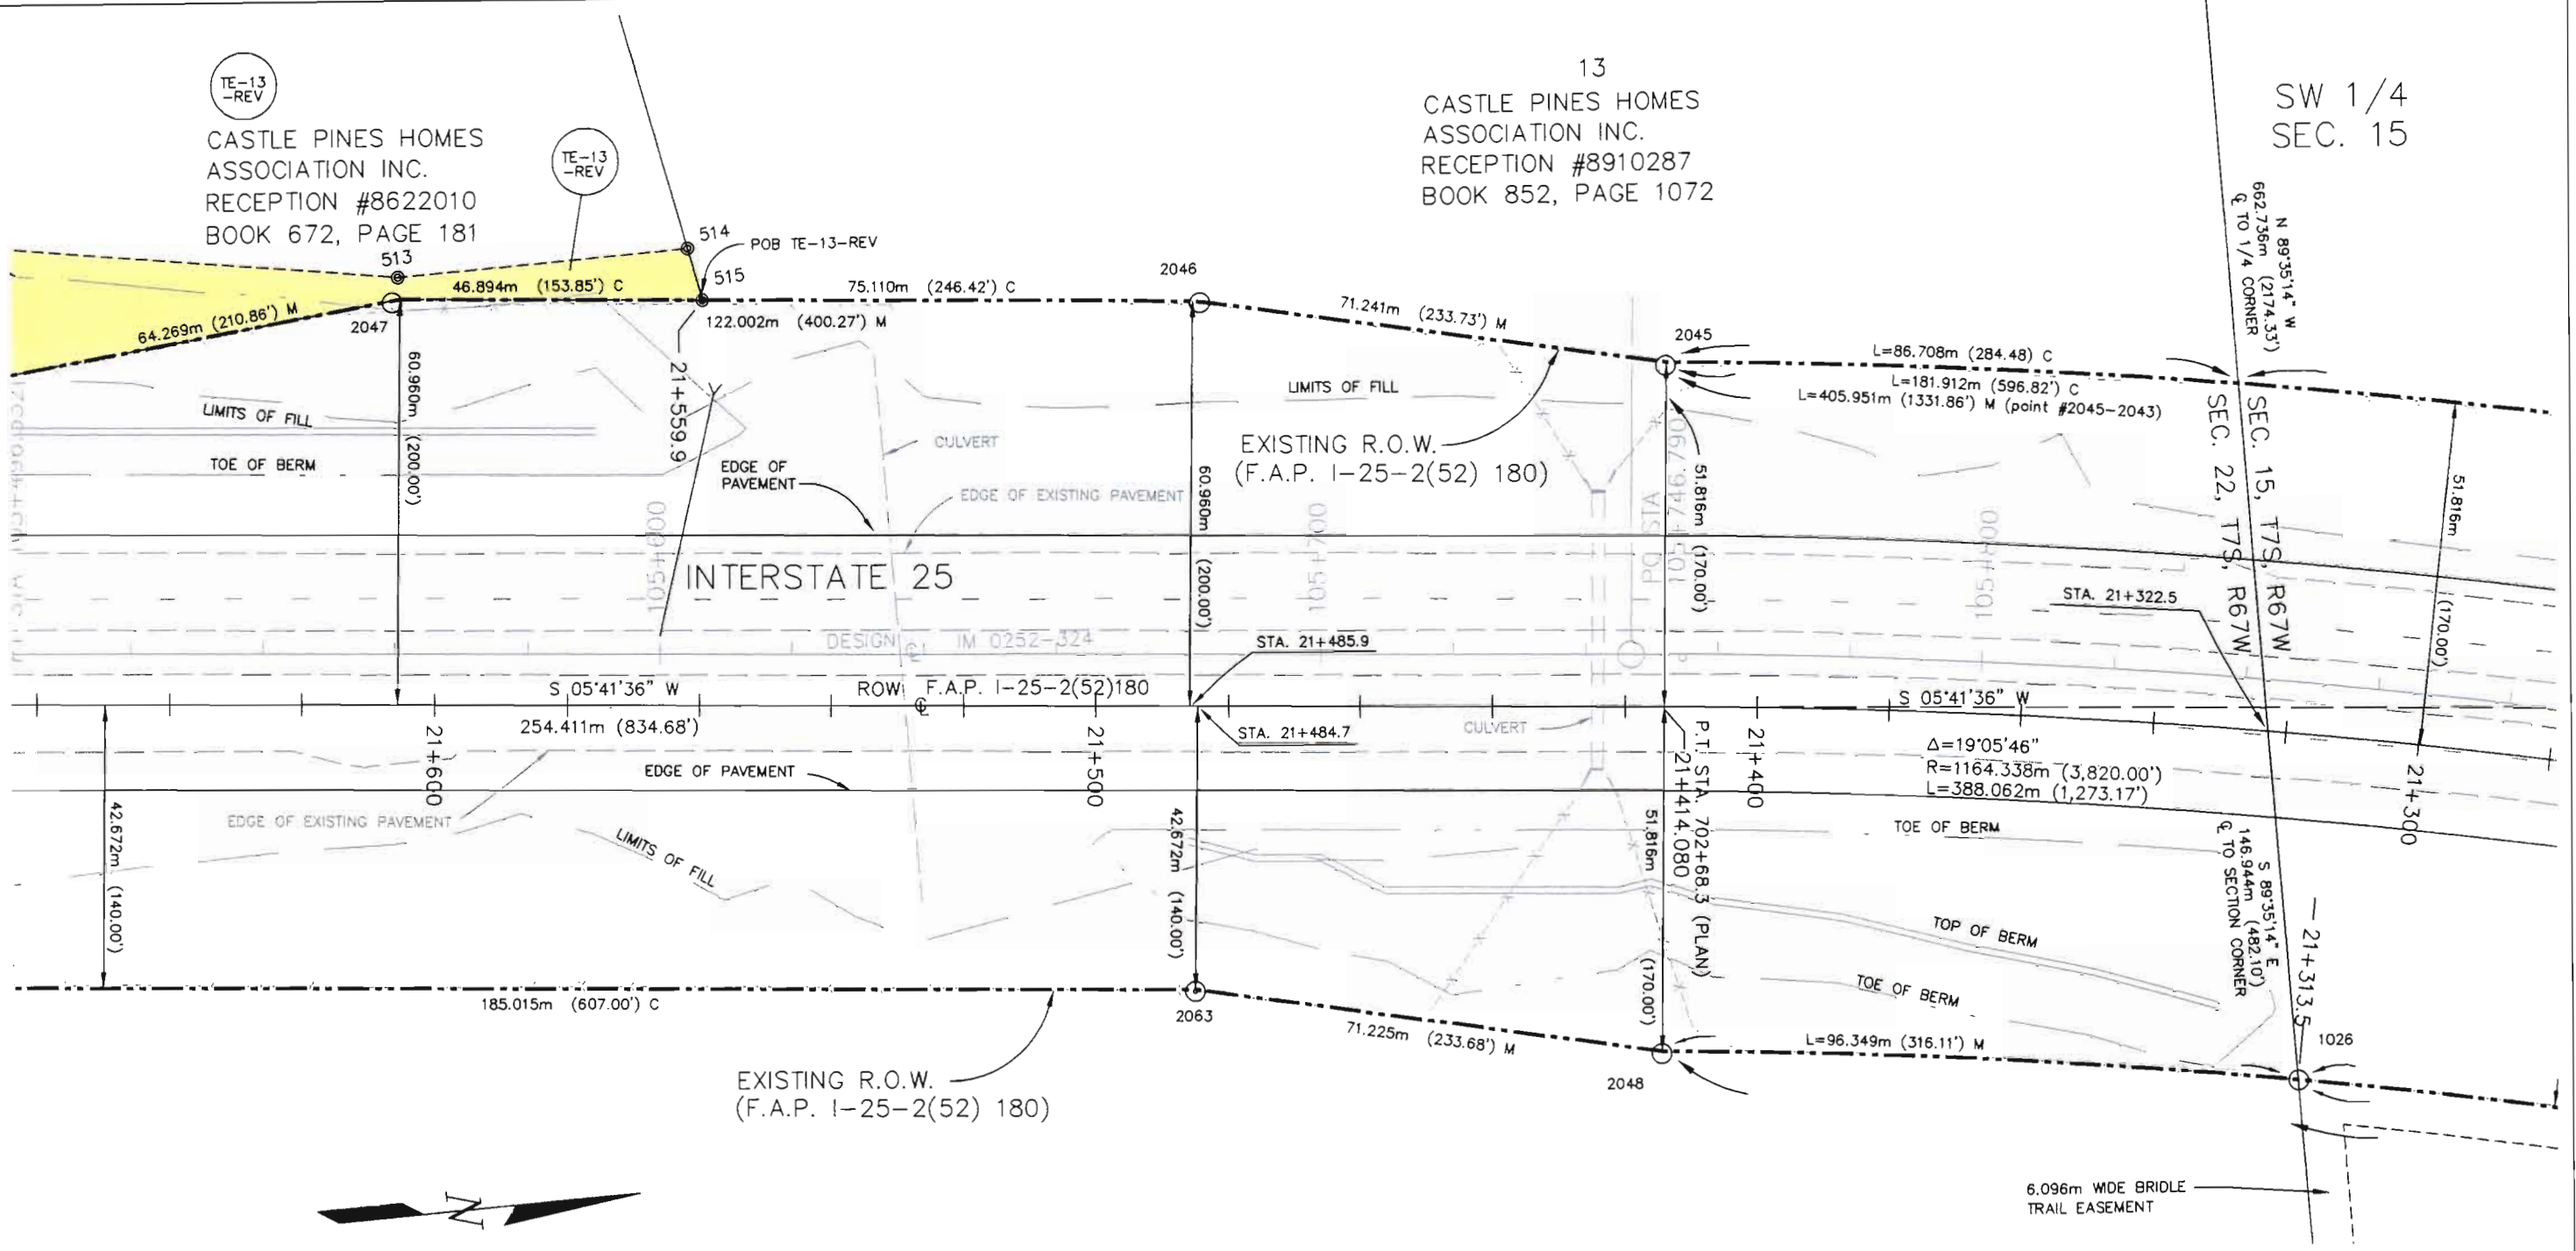 TE-13
-REV
CASTLE PINES HOMES
ASSOCIATION INC.
RECEPTION #8622010
BOOK 672, PAGE 181
TE-13
-REV
13
CASTLE PINES HOMES
ASSOCIATION INC.
RECEPTION #8910287
BOOK 852, PAGE 1072
SW 1/4
SEC. 15
N 89°35'14" W
662.736m (2174.33')
℄ TO 1/4 CORNER
513
514
POB TE-13-REV
515
2046
46.894m (153.85') C
75.110m (246.42') C
64.269m (210.86') M
2047
122.002m (400.27') M
71.241m (233.73') M
2045
L=86.708m (284.48) C
L=181.912m (596.82') C
L=405.951m (1331.86') M (point #2045-2043)
60.960m (200.00')
21+559.9
LIMITS OF FILL
LIMITS OF FILL
TOE OF BERM
EDGE OF
PAVEMENT
CULVERT
EDGE OF EXISTING PAVEMENT
EXISTING R.O.W.
(F.A.P. I-25-2(52) 180)
60.960m (200.00')
51.816m (170.00')
SEC. 15, T7S, R67W
SEC. 22, T7S, R67W
51.816m (170.00')
105+600
105+700
105+800
INTERSTATE 25
STA. 21+322.5
DESIGN ℄ IM 0252-324
STA. 21+485.9
S 05°41'36" W
ROW ℄ F.A.P. I-25-2(52)180
S 05°41'36" W
254.411m (834.68')
STA. 21+484.7
CULVERT
21+600
21+500
P.T. STA. 702+68.3 (PLAN)
21+414.080
21+400
Δ=19°05'46"
R=1164.338m (3,820.00')
L=388.062m (1,273.17')
21+300
EDGE OF PAVEMENT
42.672m (140.00')
EDGE OF EXISTING PAVEMENT
LIMITS OF FILL
42.672m (140.00')
51.816m (170.00')
TOE OF BERM
S 89°35'14" E
146.944m (482.10')
℄ TO SECTION CORNER
TOP OF BERM
21+313.5
TOE OF BERM
185.015m (607.00') C
2063
71.225m (233.68') M
L=96.349m (316.11') M
1026
2048
EXISTING R.O.W.
(F.A.P. I-25-2(52) 180)
N
6.096m WIDE BRIDLE
TRAIL EASEMENT